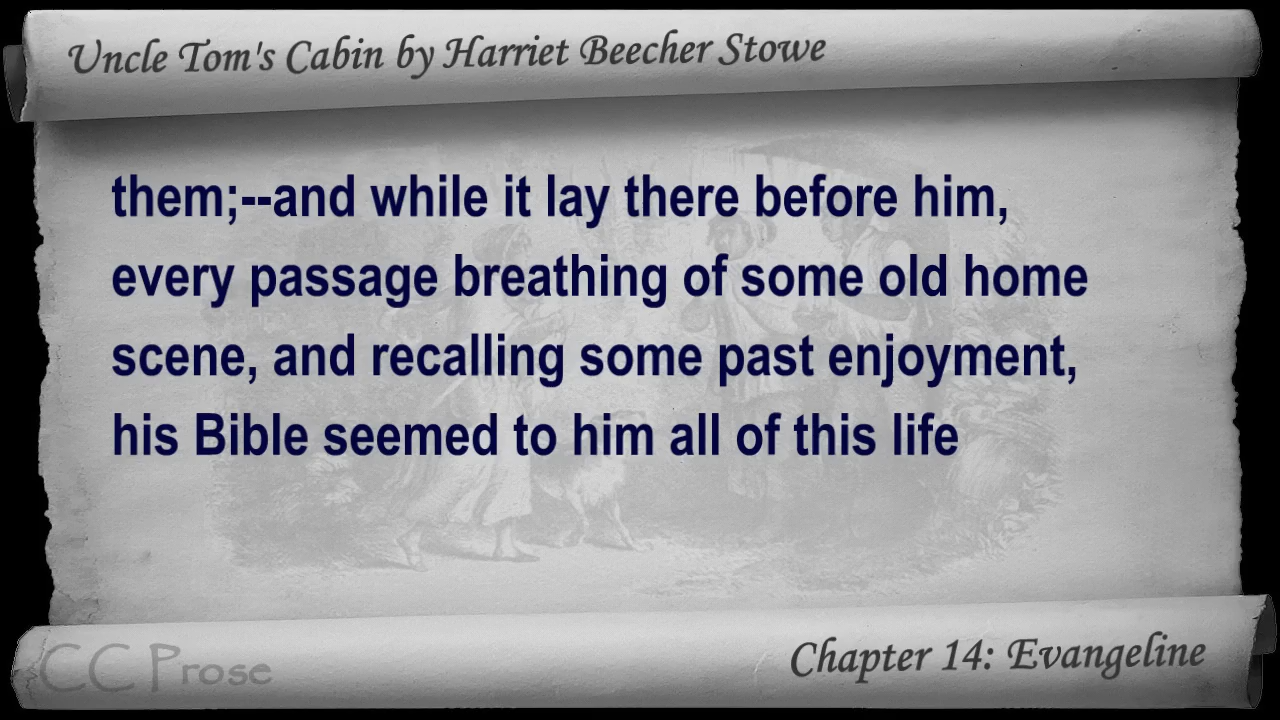 Uncle Tom's Cabin by Harriet Beecher Stowe
them;--and while it lay there before him,
every passage breathing of some old home
scene, and recalling some past enjoyment,
his Bible seemed to him all of this life
CC Prose
Chapter 14: Evangeline